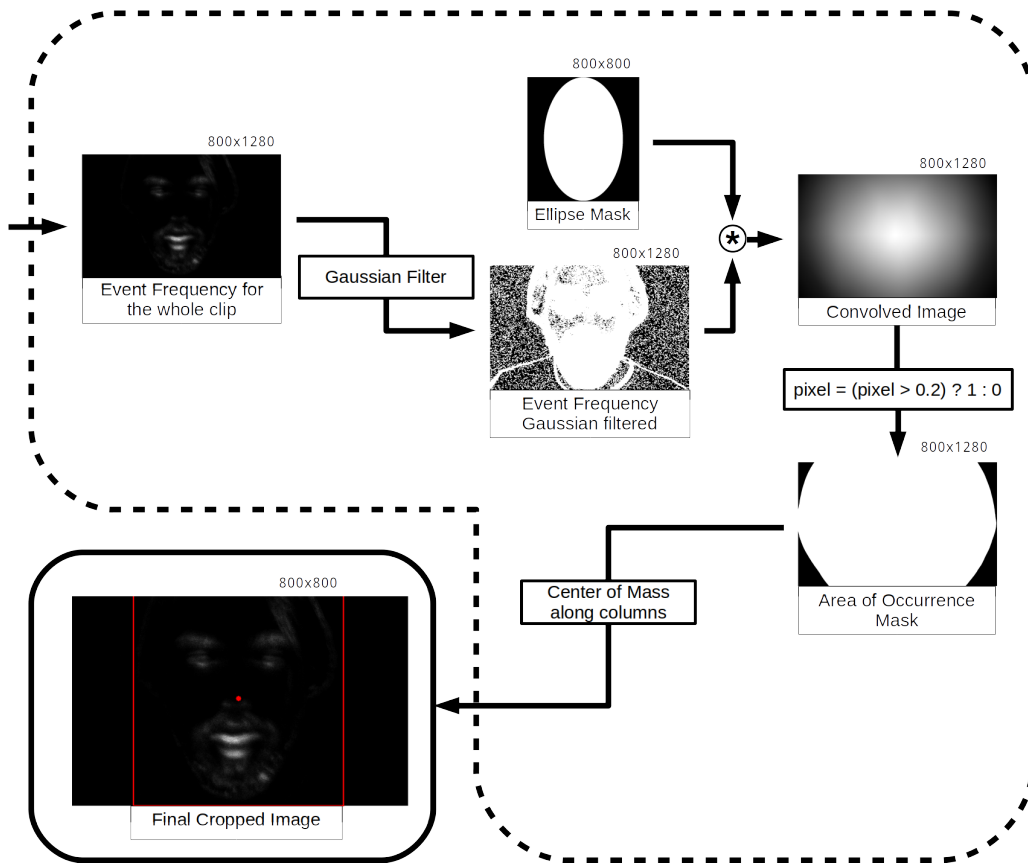 800x800
Ellipse Mask
800x1280
Event Frequency for
the whole clip
Gaussian Filter
800x1280
Event Frequency
Gaussian filtered
*
800x1280
Convolved Image
pixel = (pixel > 0.2) ? 1 : 0
800x1280
Area of Occurrence
Mask
Center of Mass
along columns
800x800
Final Cropped Image